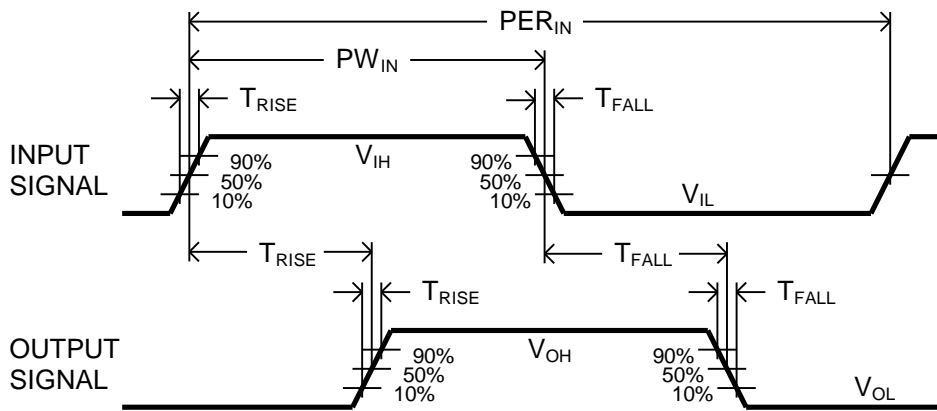 PER_IN
PW_IN
T_RISE
T_FALL
INPUT
SIGNAL
V_IH
90%
50%
10%
90%
50%
10%
V_IL
T_RISE
T_FALL
T_RISE
T_FALL
OUTPUT
SIGNAL
V_OH
90%
50%
10%
90%
50%
10%
V_OL